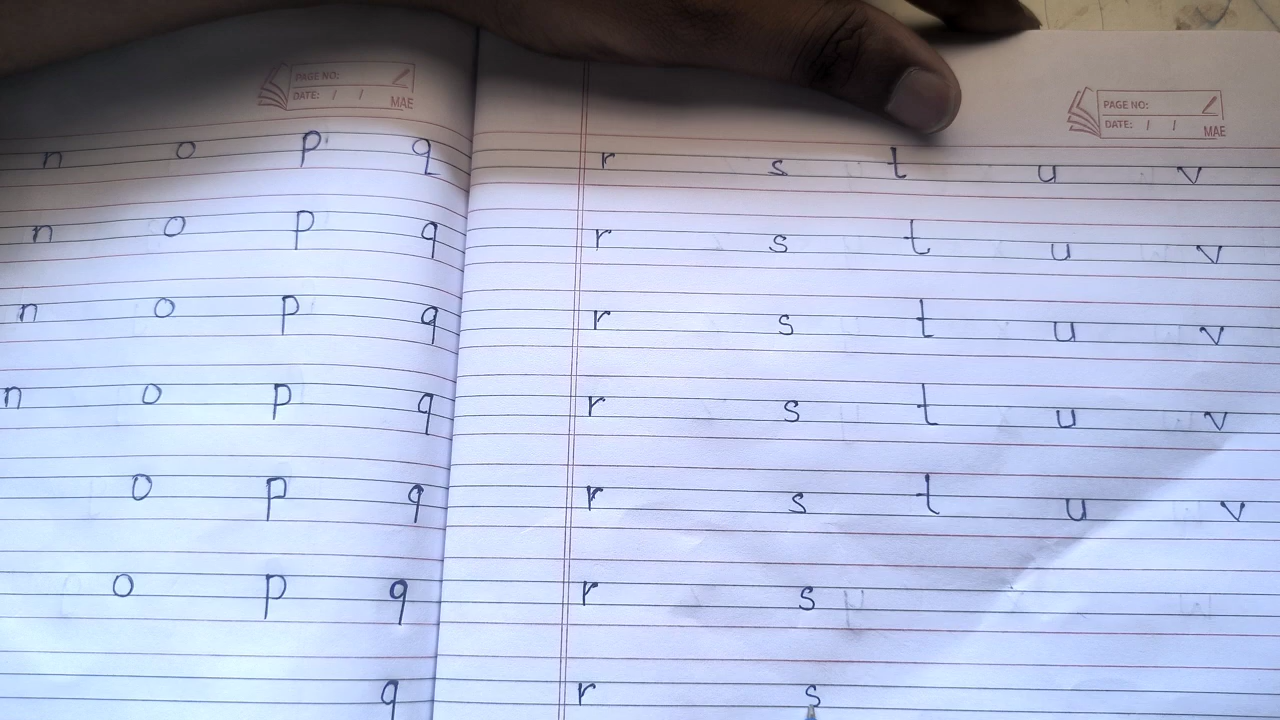 PAGE NO:
DATE: / /
MAE
n o p q
n o p q
n o p q
n o p q
o p q
o p q
q
PAGE NO:
DATE: / /
MAE
r s t u v
r s t u v
r s t u v
r s t u v
r s t u v
r s
r s